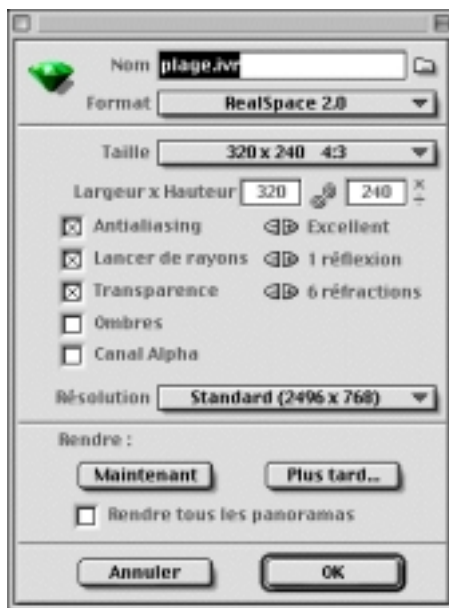 Nom plage.ivr
Format RealSpace 2.0
Taille 320 x 240 4:3
Largeur x Hauteur 320 240
Antialiasing Excellent
Lancer de rayons 1 réflexion
Transparence 6 réfractions
Ombres
Canal Alpha
Résolution Standard (2496 x 768)
Rendre :
Maintenant Plus tard...
Rendre tous les panoramas
Annuler OK